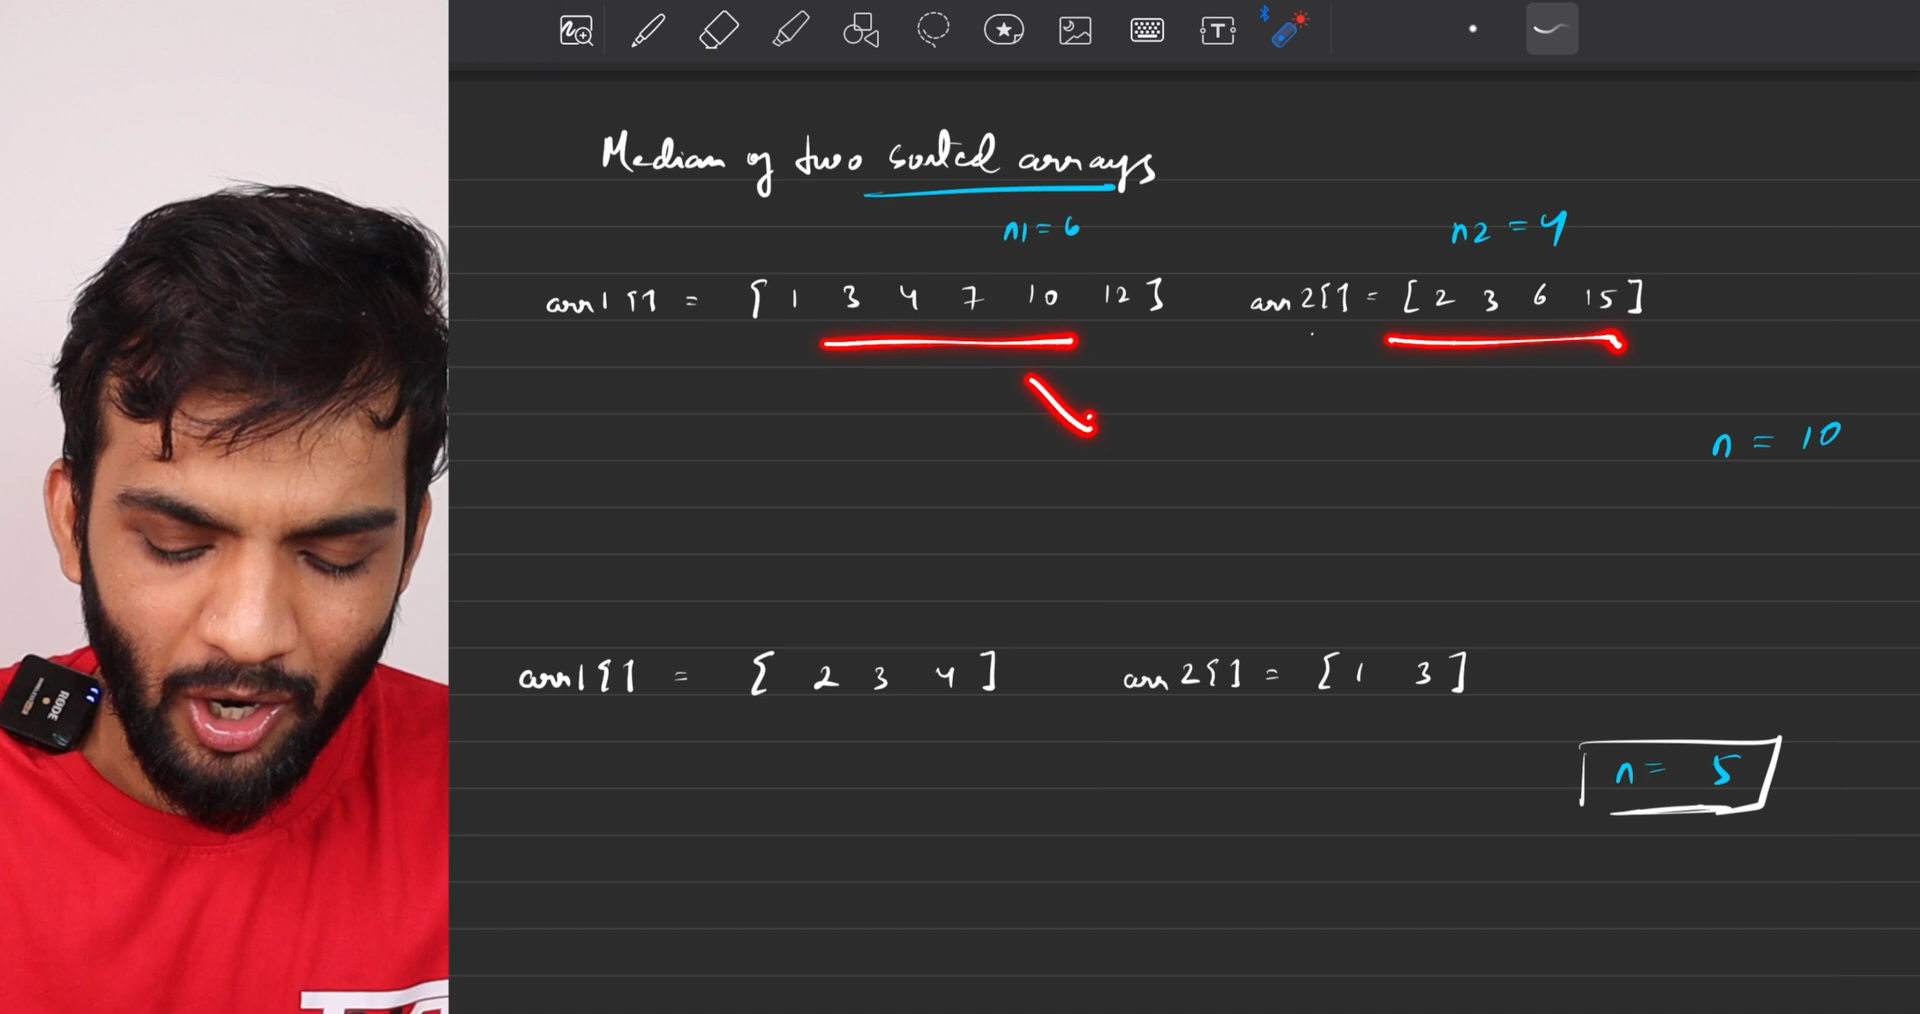 Median of two sorted arrays
n1 = 6
n2 = 4
arr1[] = [ 1 3 4 7 10 12 ]
arr2[] = [ 2 3 6 15 ]
n = 10
arr1[] = [ 2 3 4 ]
arr2[] = [ 1 3 ]
n = 5
RODE
T